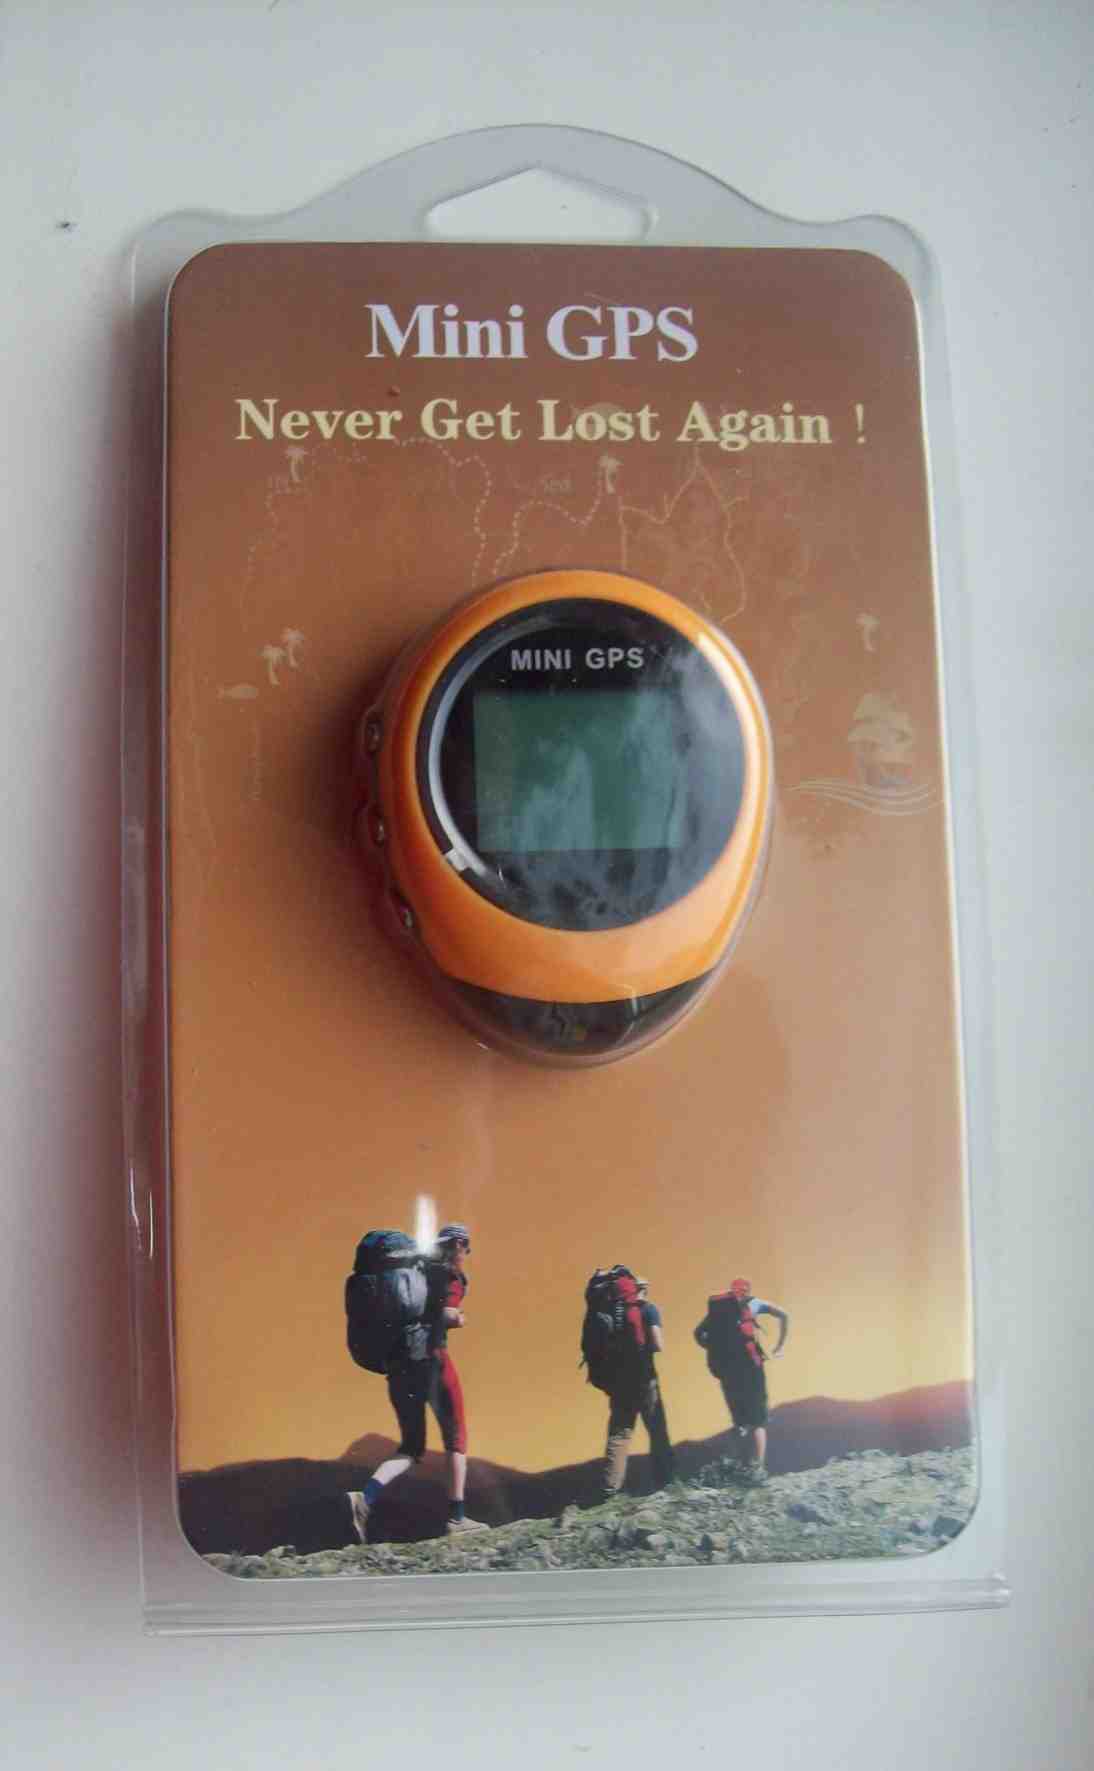 Mini GPS
Never Get Lost Again !
MINI GPS